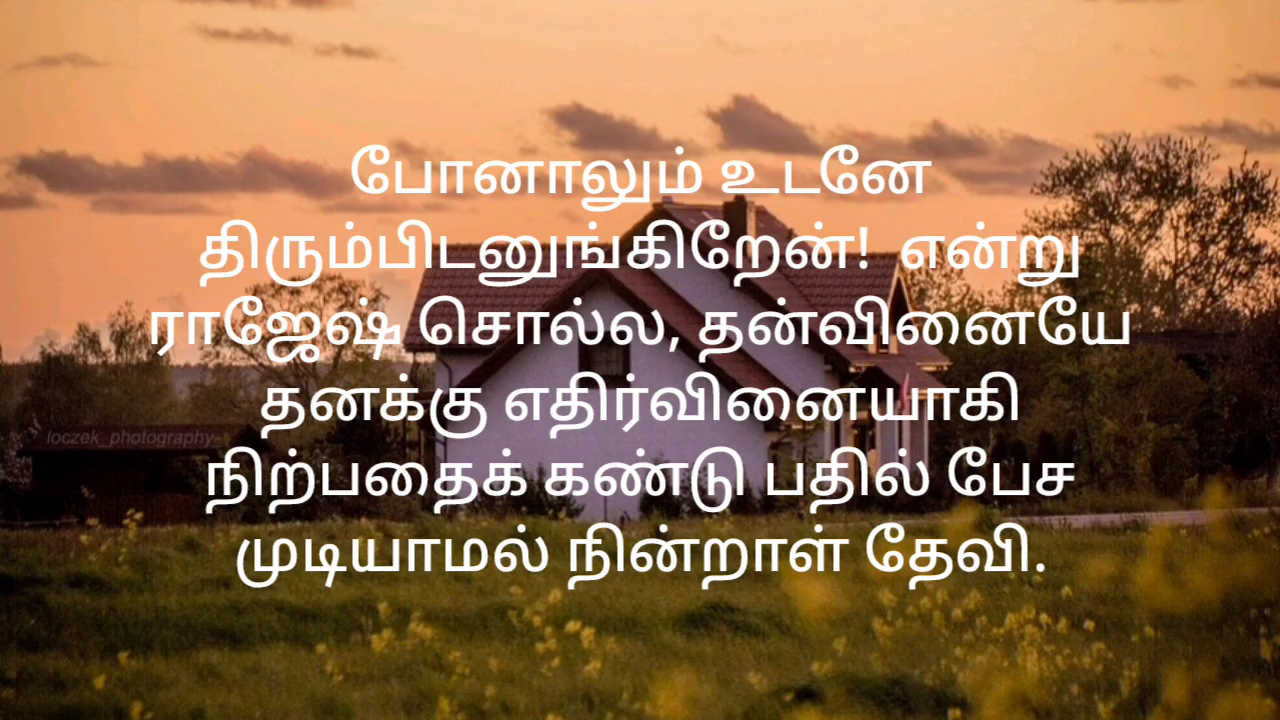 போனாலும் உடனே
திரும்பிடனுங்கிறேன்!  என்று
ராஜேஷ் சொல்ல, தன்வினையே
தனக்கு எதிர்வினையாகி
நிற்பதைக் கண்டு பதில் பேச
முடியாமல் நின்றாள் தேவி.
loczek_photography